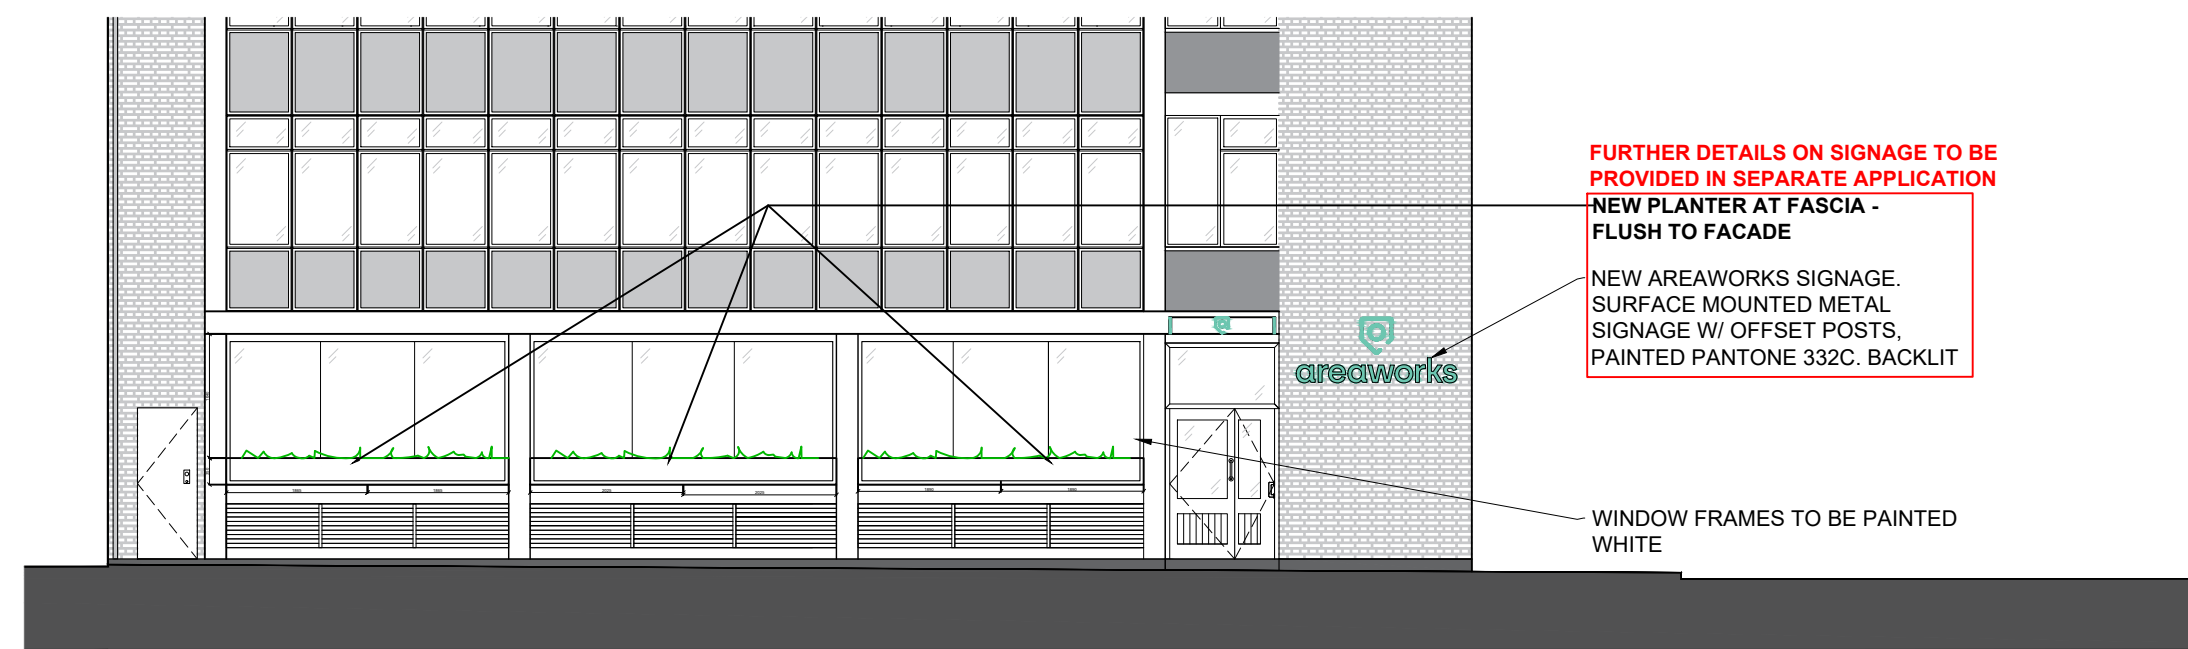 FURTHER DETAILS ON SIGNAGE TO BE
PROVIDED IN SEPARATE APPLICATION
NEW PLANTER AT FASCIA -
FLUSH TO FACADE
NEW AREAWORKS SIGNAGE.
SURFACE MOUNTED METAL
SIGNAGE W/ OFFSET POSTS,
PAINTED PANTONE 332C. BACKLIT
areaworks
WINDOW FRAMES TO BE PAINTED
WHITE